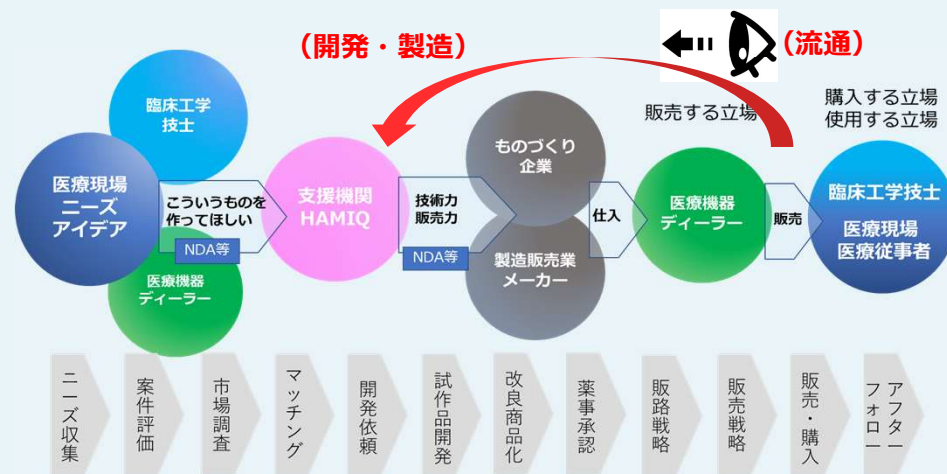 （開発・製造）
（流通）
臨床工学
技士
医療現場
ニーズ
アイデア
こういうものを
作ってほしい
NDA等
医療機器
ディーラー
支援機関
HAMIQ
技術力
販売力
NDA等
ものづくり
企業
製造販売業
メーカー
仕入
販売する立場
医療機器
ディーラー
販売
購入する立場
使用する立場
臨床工学技士
医療現場
医療従事者
ニーズ収集
案件評価
市場調査
マッチング
開発依頼
試作品開発
改良商品化
薬事承認
販路戦略
販売戦略
販売・購入
アフター
フォロー